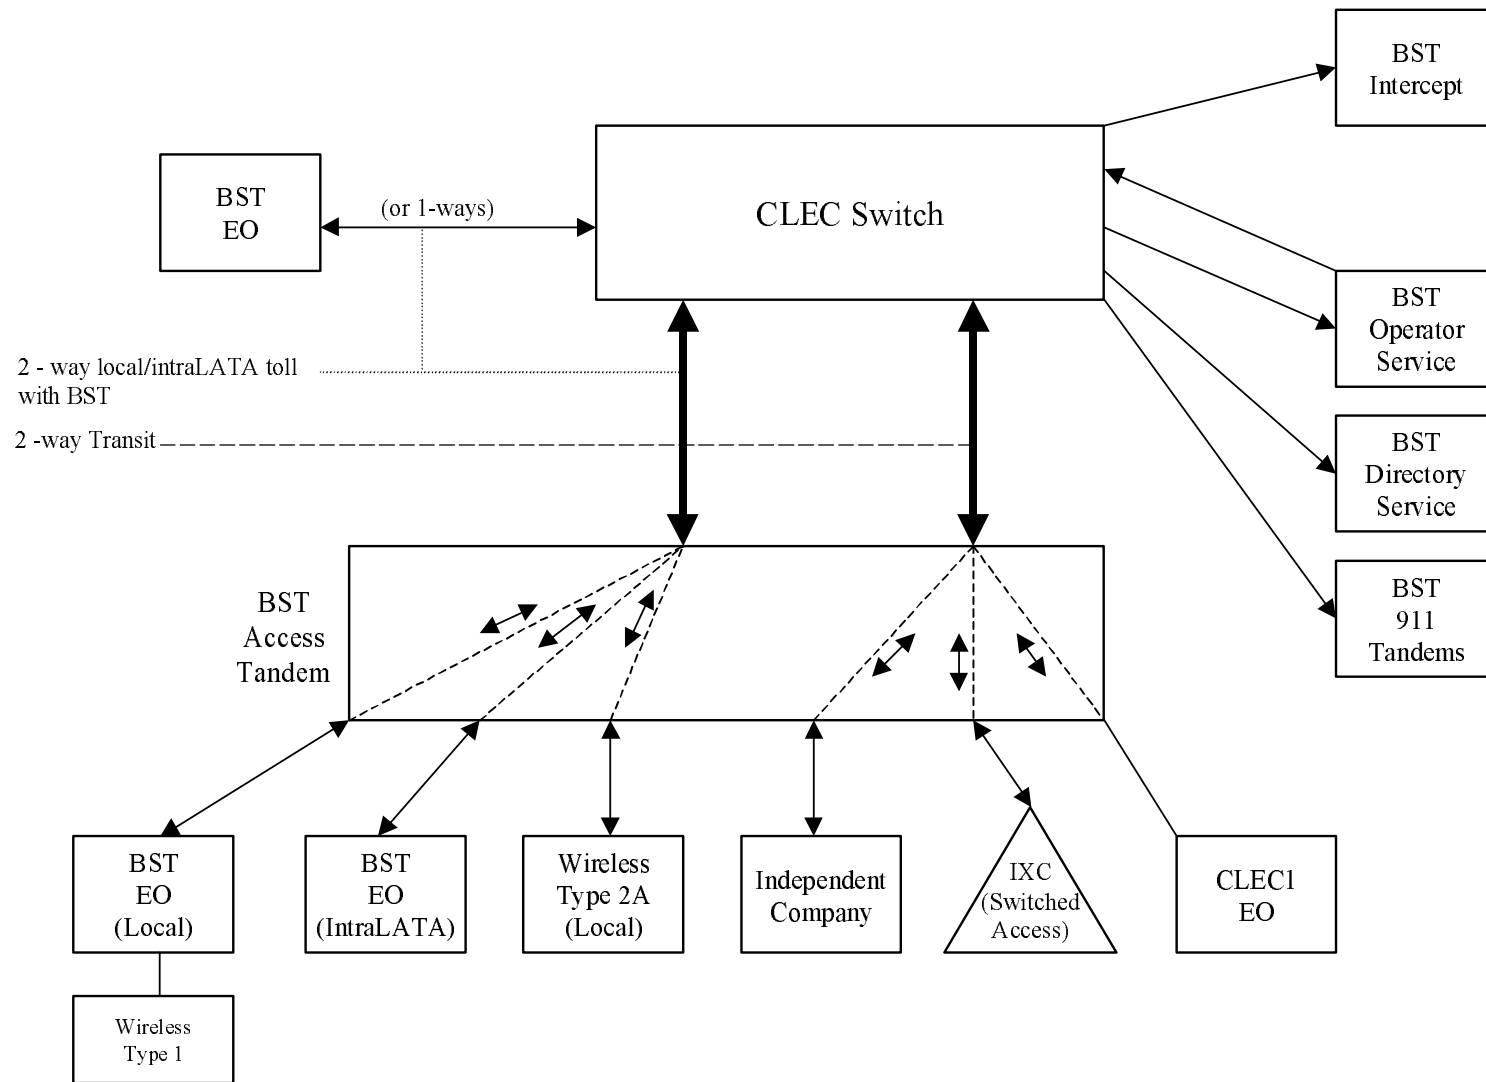 BST
Intercept
BST
EO
(or 1-ways)
CLEC Switch
BST
Operator
Service
2 - way local/intraLATA toll
with BST
2 -way Transit
BST
Directory
Service
BST
911
Tandems
BST
Access
Tandem
BST
EO
(Local)
BST
EO
(IntraLATA)
Wireless
Type 2A
(Local)
Independent
Company
IXC
(Switched
Access)
CLEC1
EO
Wireless
Type 1